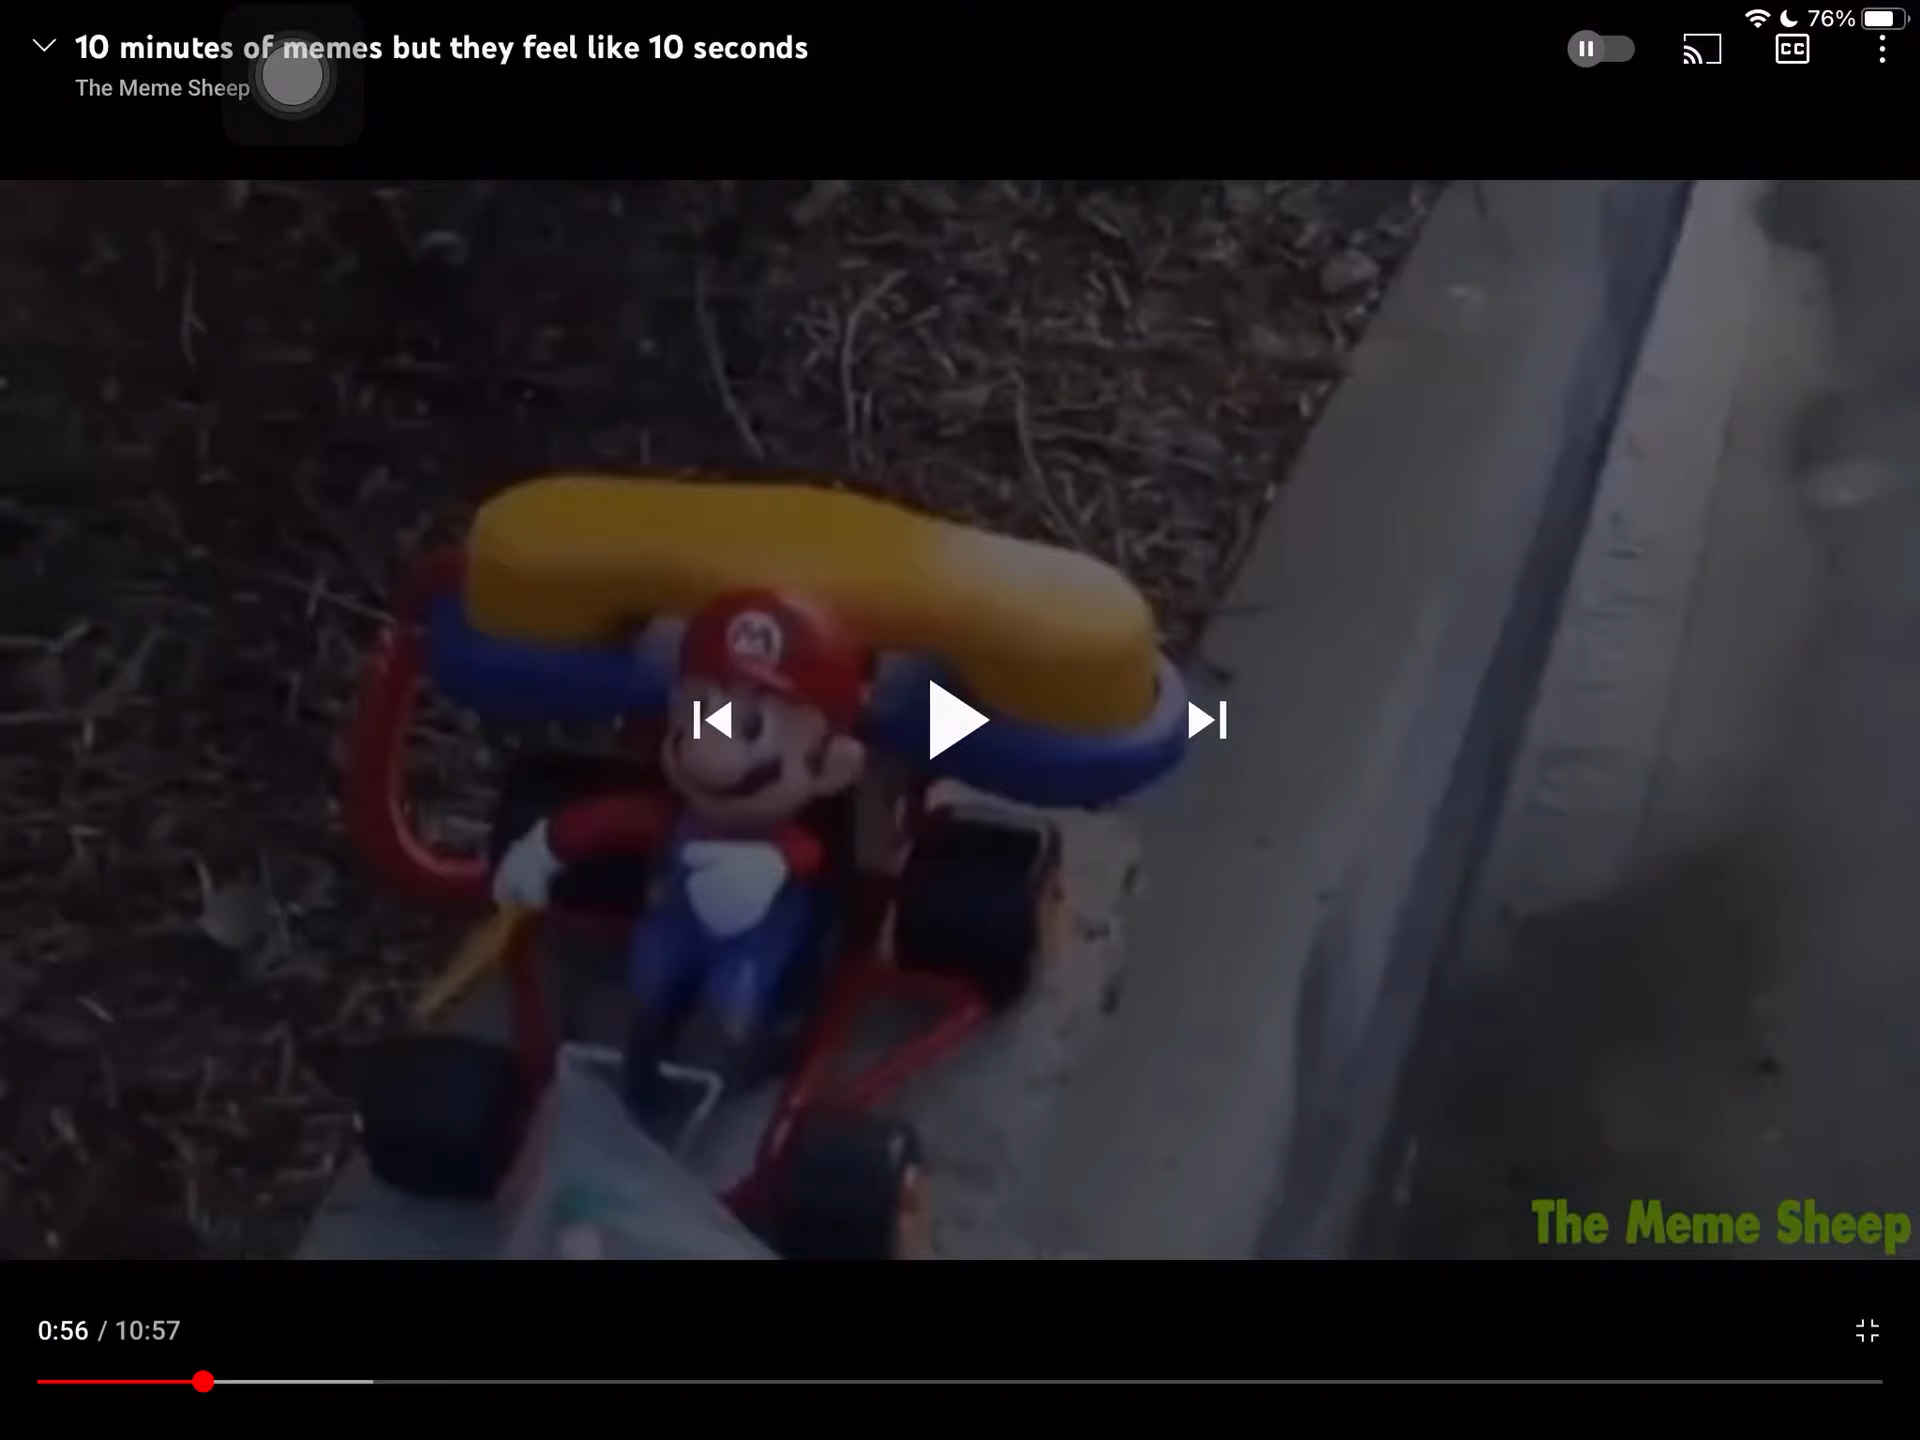 76%
10 minutes of memes but they feel like 10 seconds
CC
The Meme Sheep
M
The Meme Sheep
0:56 / 10:57